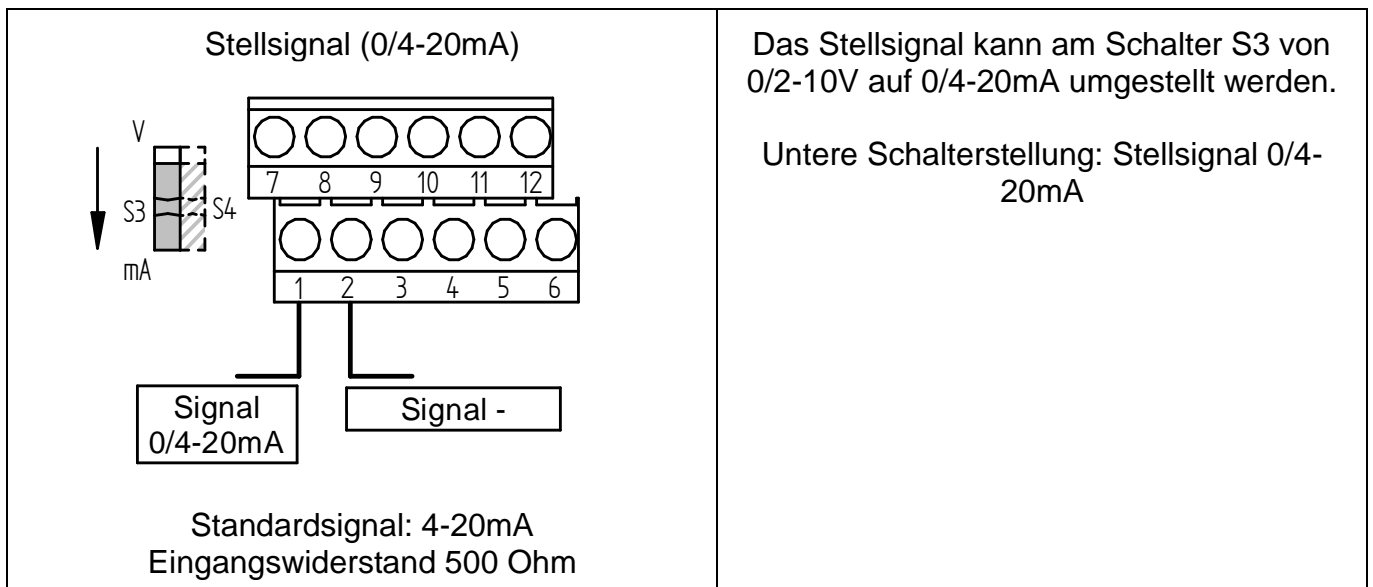 Stellsignal (0/4-20mA)
V
S3
S4
mA
7 8 9 10 11 12
1 2 3 4 5 6
Signal
0/4-20mA
Signal -
Standardsignal: 4-20mA
Eingangswiderstand 500 Ohm
Das Stellsignal kann am Schalter S3 von
0/2-10V auf 0/4-20mA umgestellt werden.
Untere Schalterstellung: Stellsignal 0/4-
20mA